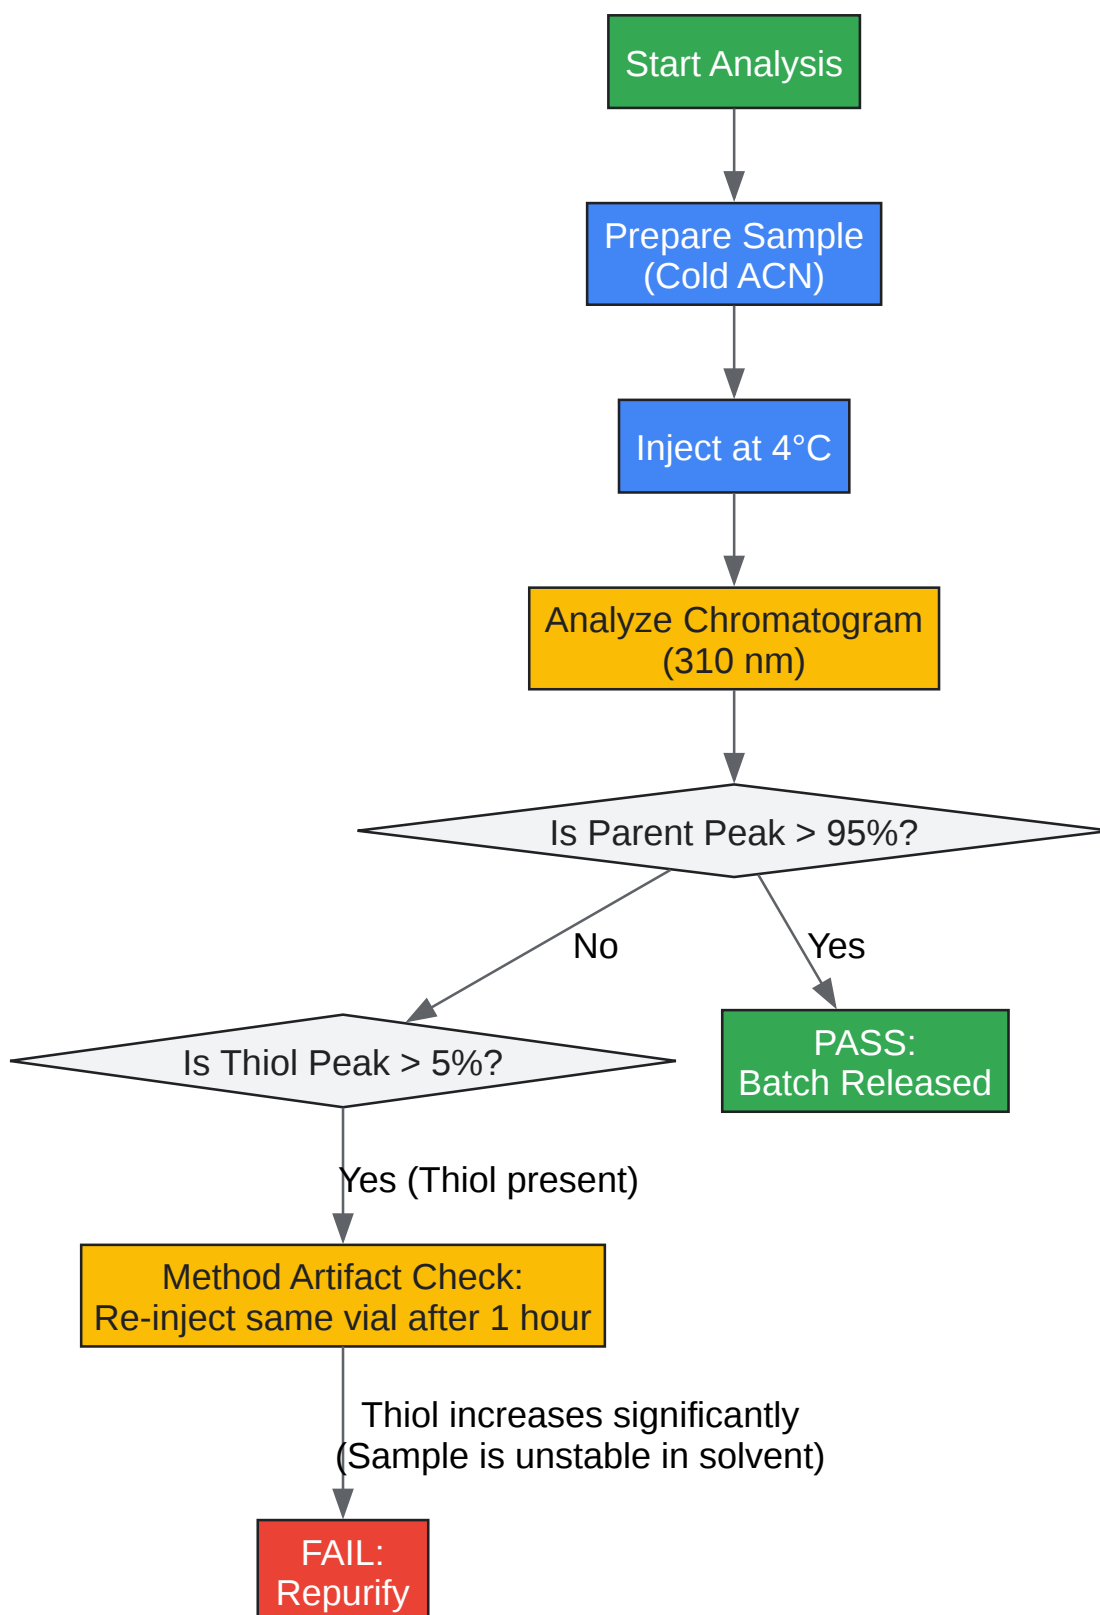 Start Analysis
Prepare Sample
(Cold ACN)
Inject at 4°C
Analyze Chromatogram
(310 nm)
Is Parent Peak > 95%?
No
Yes
Is Thiol Peak > 5%?
PASS:
Batch Released
Yes (Thiol present)
Method Artifact Check:
Re-inject same vial after 1 hour
Thiol increases significantly
(Sample is unstable in solvent)
FAIL:
Repurify